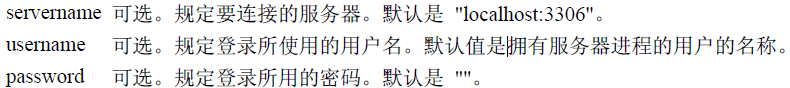 servername 可选。规定要连接的服务器。默认是 "localhost:3306"。
username 可选。规定登录所使用的用户名。默认值是拥有服务器进程的用户的名称。
password 可选。规定登录所用的密码。默认是 ""。